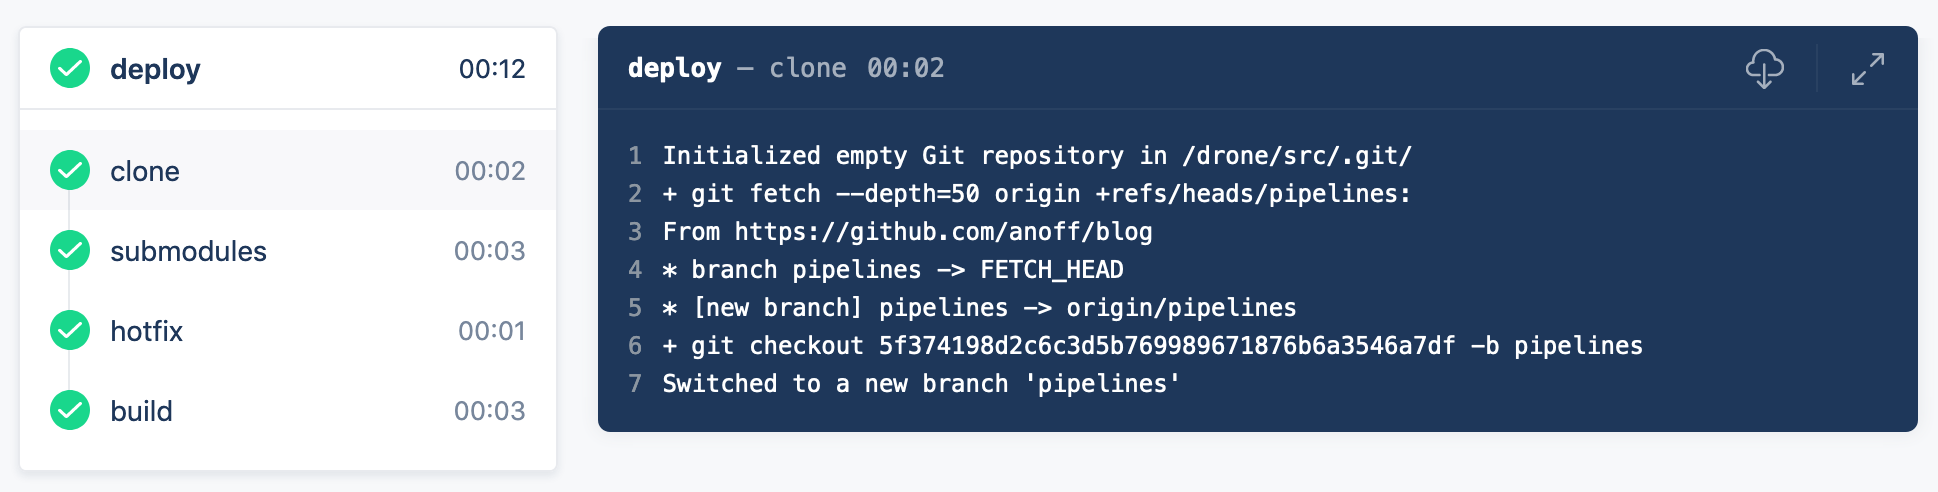 deploy 00:12
clone 00:02
submodules 00:03
hotfix 00:01
build 00:03
deploy — clone 00:02
1 Initialized empty Git repository in /drone/src/.git/
2 + git fetch --depth=50 origin +refs/heads/pipelines:
3 From https://github.com/anoff/blog
4 * branch pipelines -> FETCH_HEAD
5 * [new branch] pipelines -> origin/pipelines
6 + git checkout 5f374198d2c6c3d5b769989671876b6a3546a7df -b pipelines
7 Switched to a new branch 'pipelines'